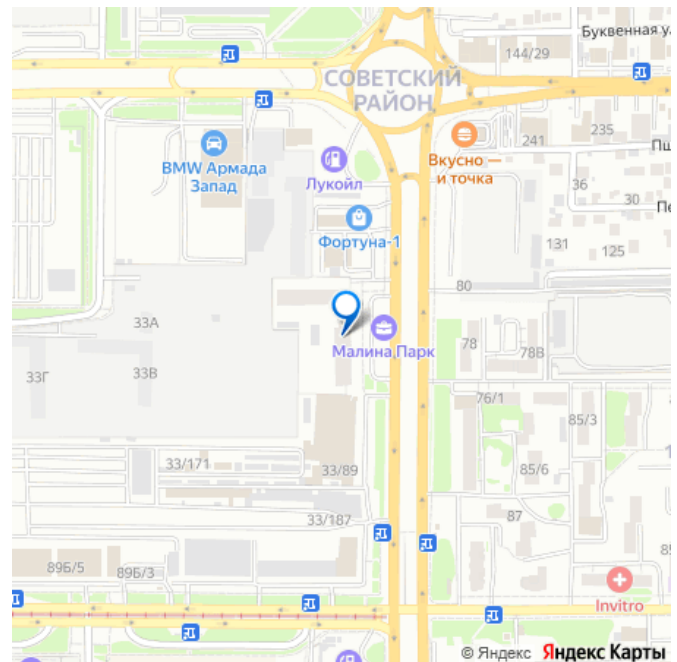 Буквенная у
144/29
СОВЕТСКИЙ
РАЙОН
241
235
Вкусно —
и точка
BMW Армада
Запад
Лукойл
36
30
Фортуна-1
131
125
80
33А
Малина Парк
78
78В
33Г
33В
76/1
85/3
33/171
33/89
85/6
33/187
87
89Б/5
89Б/3
Invitro
© Яндекс Яндекс Карты